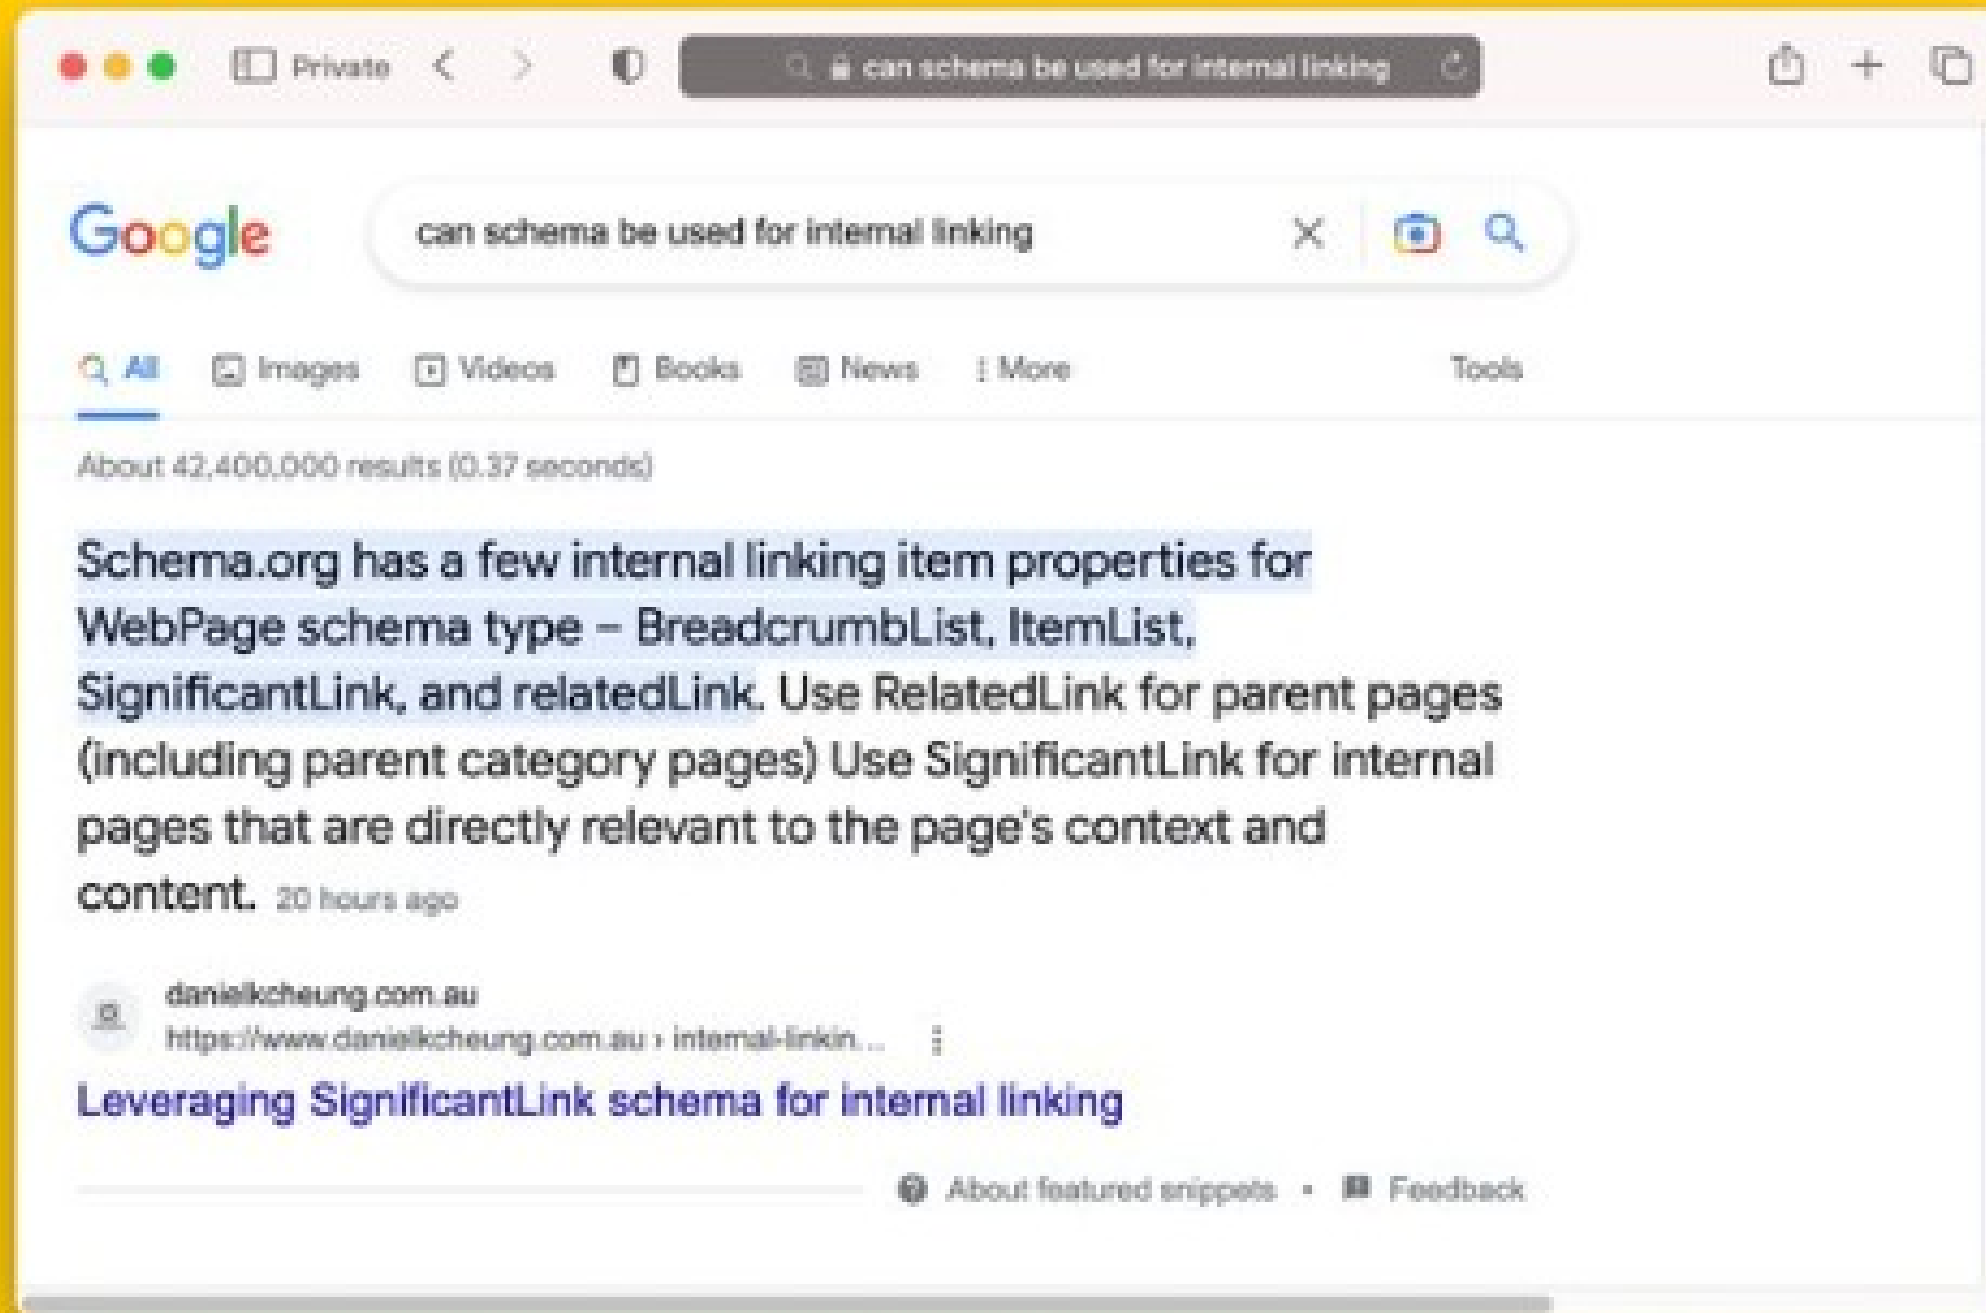 Private
can schema be used for internal linking
Google
can schema be used for internal linking
All Images Videos Books News More Tools
About 42,400,000 results (0.37 seconds)
Schema.org has a few internal linking item properties for
WebPage schema type – BreadcrumbList, ItemList,
SignificantLink, and relatedLink. Use RelatedLink for parent pages
(including parent category pages) Use SignificantLink for internal
pages that are directly relevant to the page's context and
content. 20 hours ago
danielkcheung.com.au
https://www.danielkcheung.com.au › internal-linkin...
Leveraging SignificantLink schema for internal linking
About featured snippets • Feedback